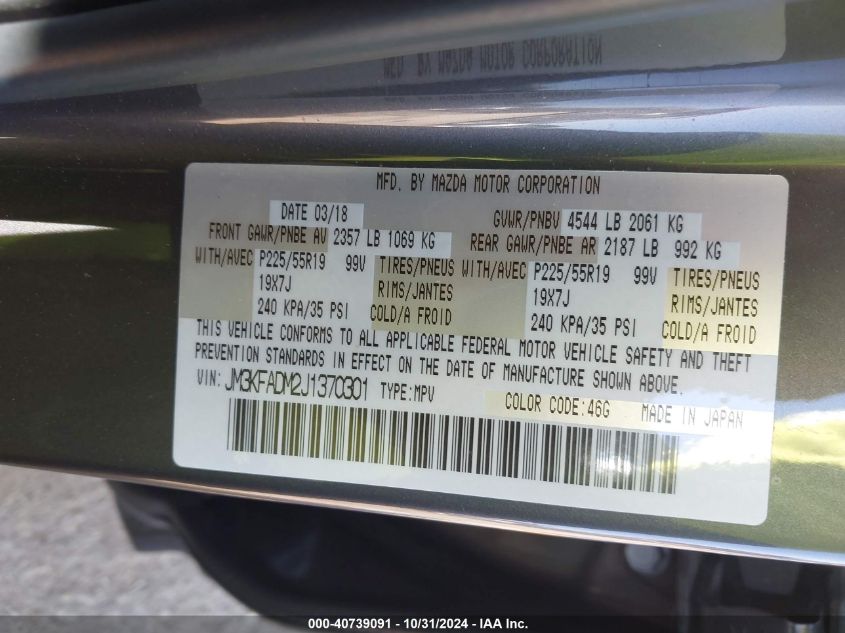 MFD. BY MAZDA MOTOR CORPORATION
MFD. BY MAZDA MOTOR CORPORATION
DATE 03/18 GVWR/PNBV 4544 LB 2061 KG
FRONT GAWR/PNBE AV 2357 LB 1069 KG REAR GAWR/PNBE AR 2187 LB 992 KG
WITH/AVEC P225/55R19 99V TIRES/PNEUS WITH/AVEC P225/55R19 99V TIRES/PNEUS
19X7J RIMS/JANTES 19X7J RIMS/JANTES
240 KPA/35 PSI COLD/A FROID 240 KPA/35 PSI COLD/A FROID
THIS VEHICLE CONFORMS TO ALL APPLICABLE FEDERAL MOTOR VEHICLE SAFETY AND THEFT
PREVENTION STANDARDS IN EFFECT ON THE DATE OF MANUFACTURE SHOWN ABOVE.
VIN: JM3KFADM2J1370301 TYPE:MPV COLOR CODE:46G MADE IN JAPAN
000-40739091 - 10/31/2024 - IAA Inc.